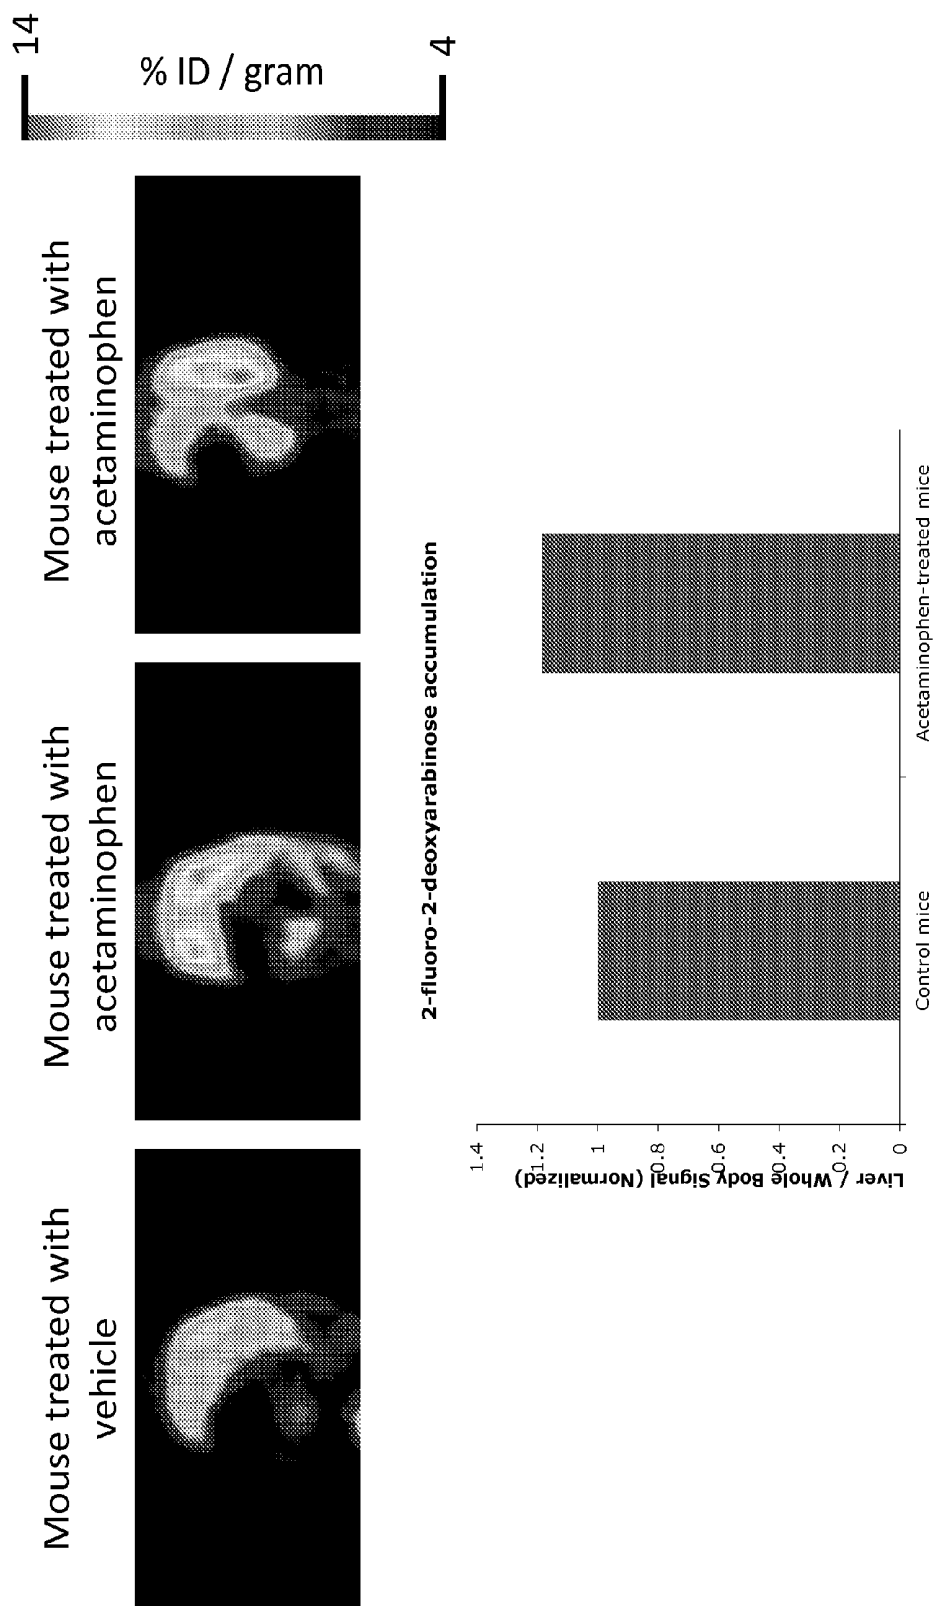 Mouse treated with
vehicle
Mouse treated with
acetaminophen
Mouse treated with
acetaminophen
14
% ID / gram
4
2-fluoro-2-deoxyarabinose accumulation
Liver / Whole Body Signal (Normalized)
1.4
1.2
1
0.8
0.6
0.4
0.2
0
Control mice
Acetaminophen-treated mice